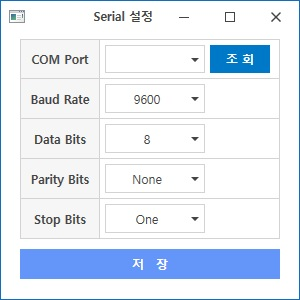 Serial 설정
COM Port 조 회
Baud Rate 9600
Data Bits 8
Parity Bits None
Stop Bits One
저 장